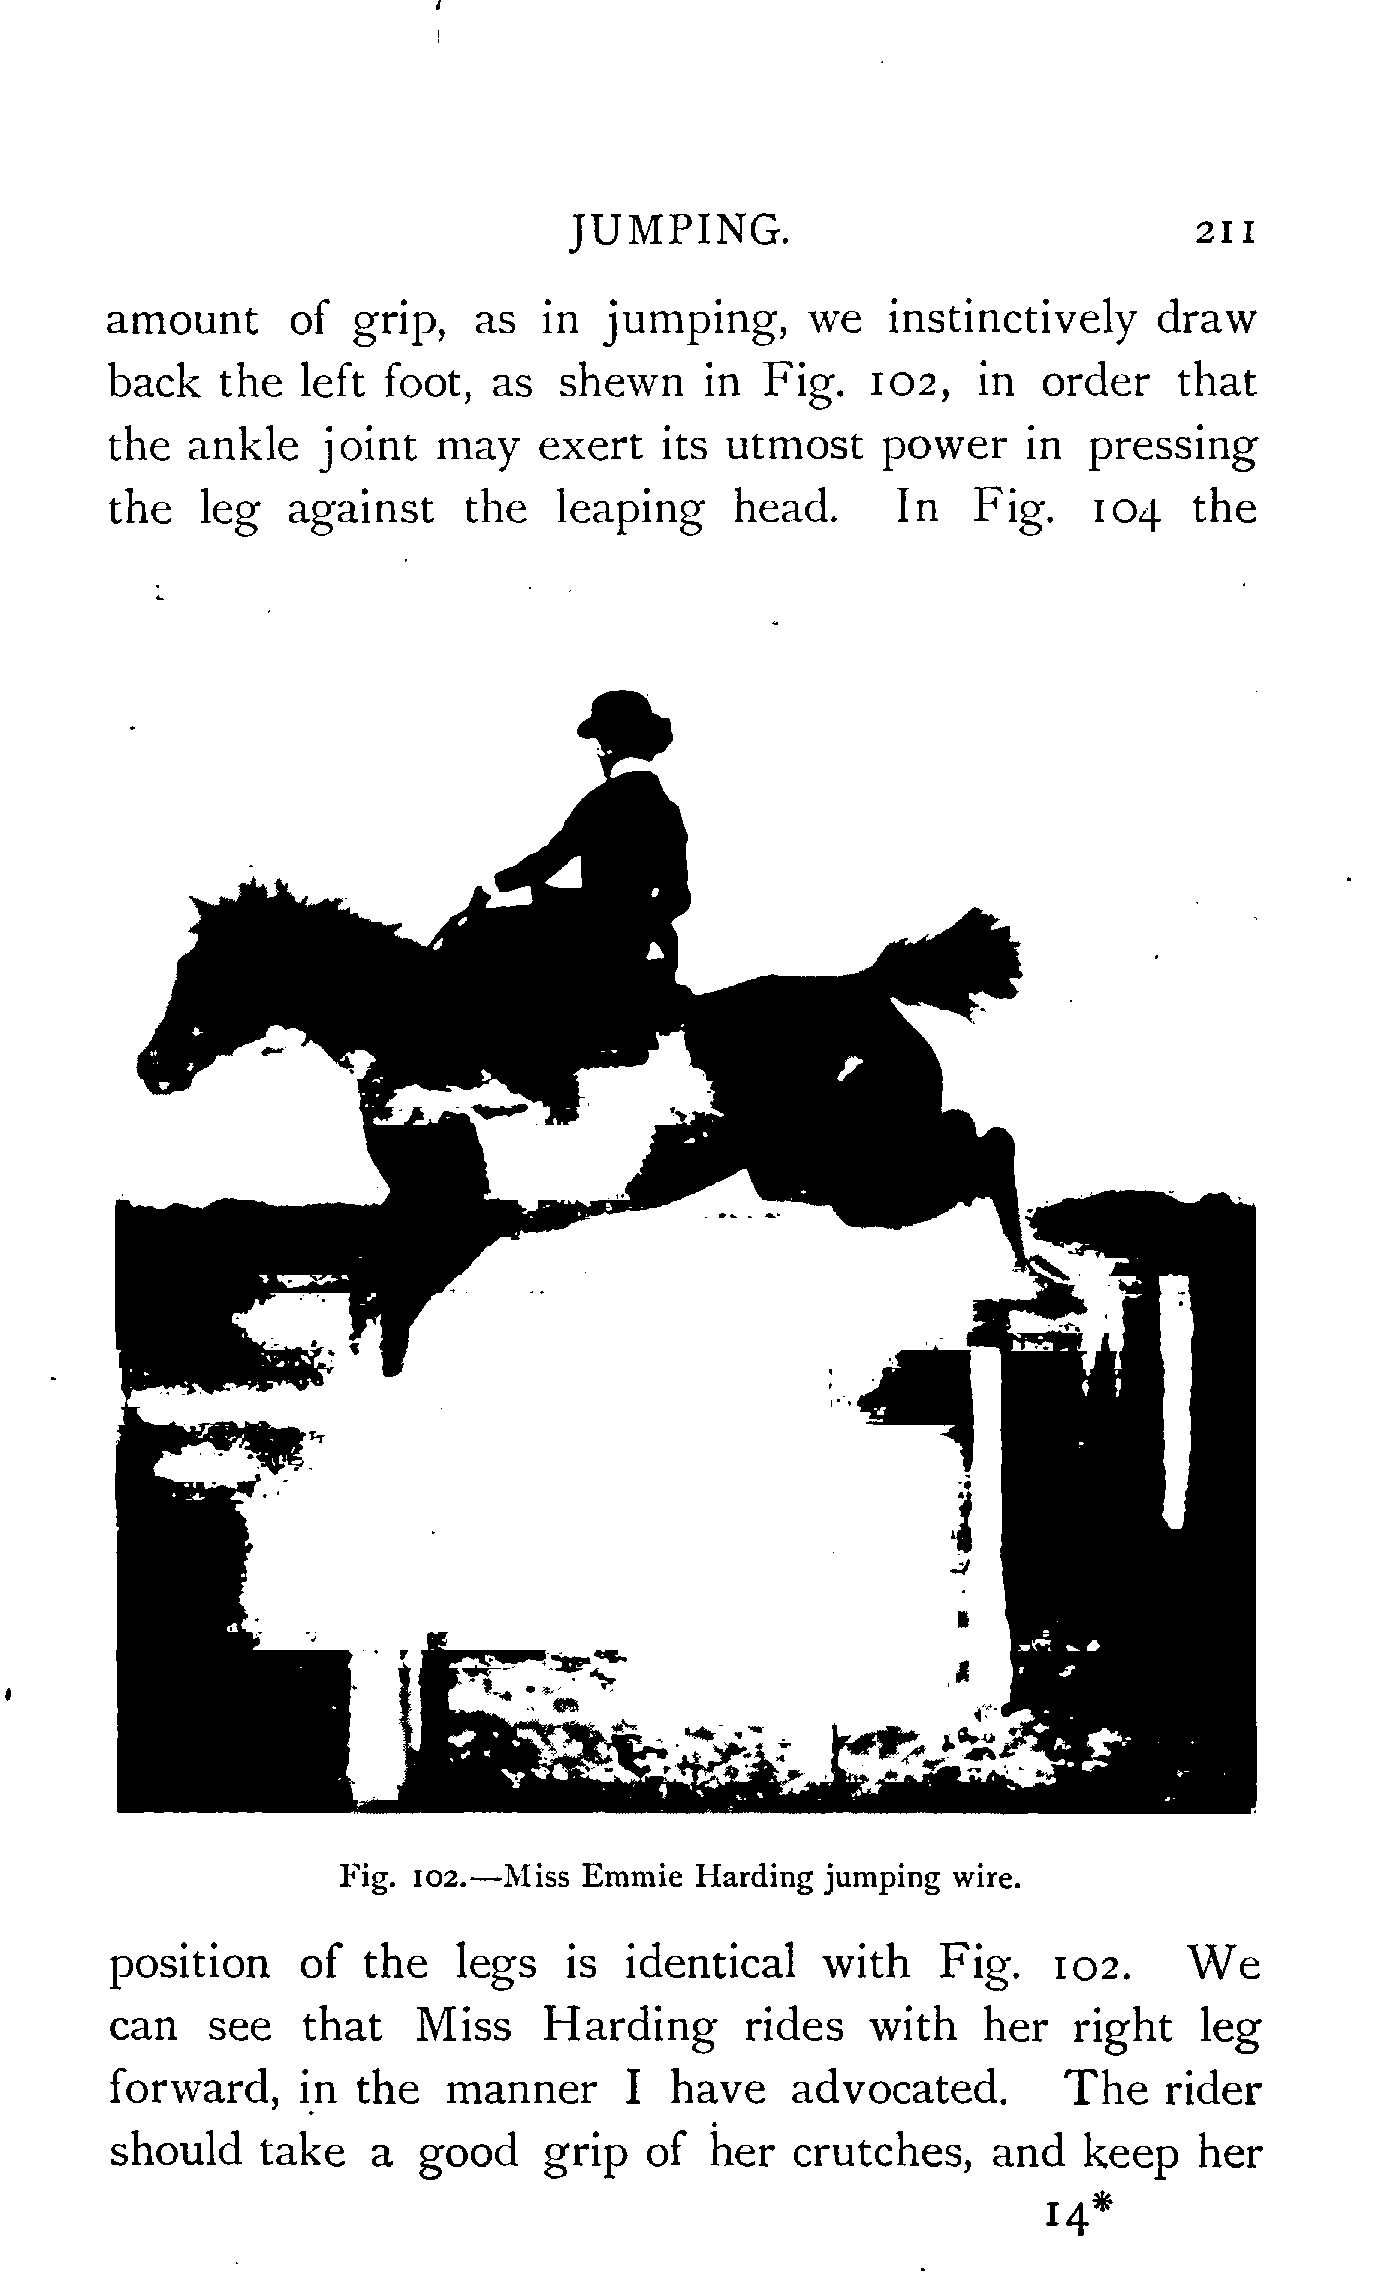 JUMPING. 211
amount of grip, as in jumping, we instinctively draw
back the left foot, as shewn in Fig. 102, in order that
the ankle joint may exert its utmost power in pressing
the leg against the leaping head. In Fig. 104 the
Fig. 102.—Miss Emmie Harding jumping wire.
position of the legs is identical with Fig. 102. We
can see that Miss Harding rides with her right leg
forward, in the manner I have advocated. The rider
should take a good grip of her crutches, and keep her
14*